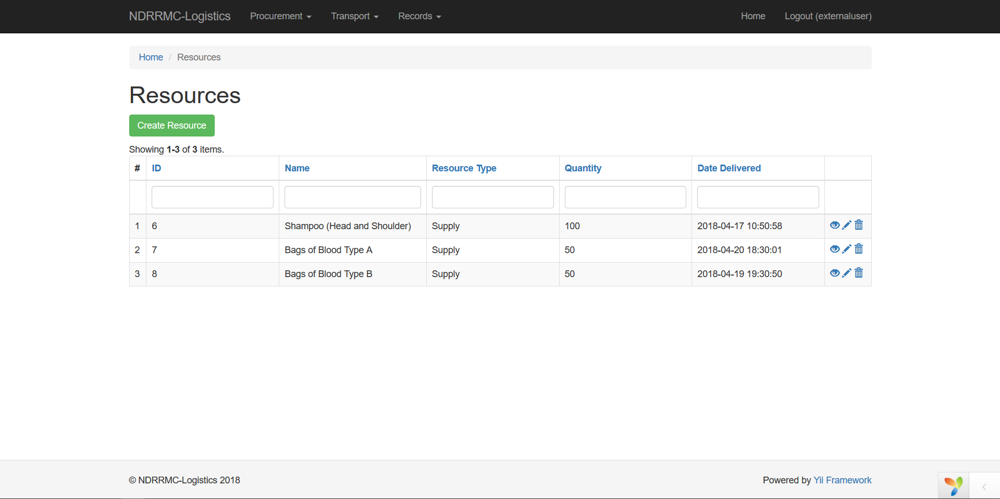 NDRRMC-Logistics Procurement Transport Records Home Logout (externaluser)
Home / Resources
Resources
Create Resource
Showing 1-3 of 3 items.
# ID Name Resource Type Quantity Date Delivered
1 6 Shampoo (Head and Shoulder) Supply 100 2018-04-17 10:50:58
2 7 Bags of Blood Type A Supply 50 2018-04-20 18:30:01
3 8 Bags of Blood Type B Supply 50 2018-04-19 19:30:50
© NDRRMC-Logistics 2018 Powered by Yii Framework